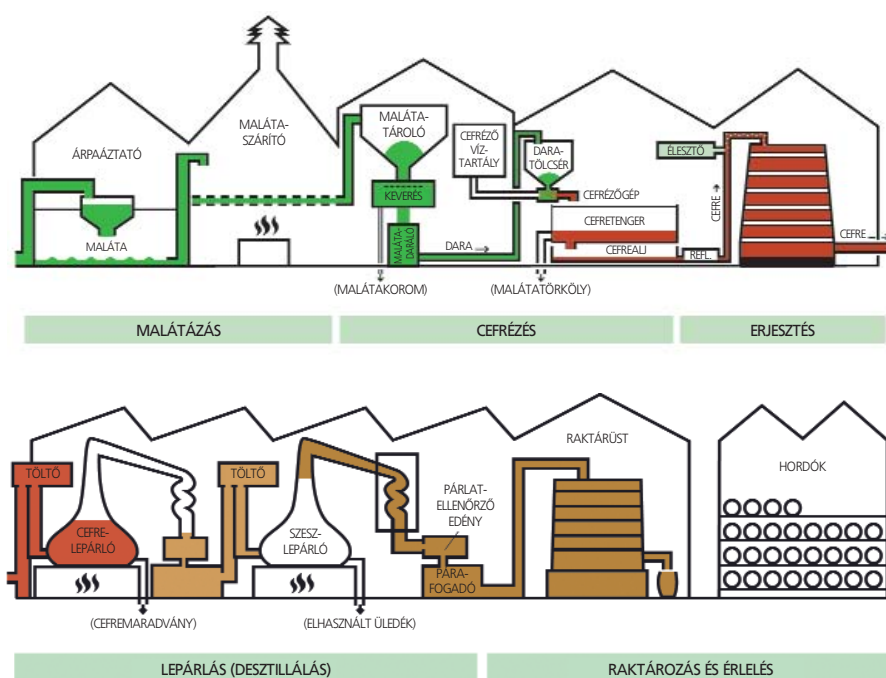 ÁRPAÁZTATÓ
MALÁTA
MALÁTA-
SZÁRÍTÓ
MALÁTA-
TÁROLÓ
KEVERÉS
MALÁTA-
DARÁLÓ
(MALÁTAKOROM)
DARA
CEFRÉZŐ
VÍZ-
TARTÁLY
DARA-
TÖLCSÉR
CEFRÉZŐGÉP
CEFRETENGER
CEFREALJ
(MALÁTATÖRKÖLY)
REFL.
CEFRE
ÉLESZTŐ
CEFRE
MALÁTÁZÁS
CEFRÉZÉS
ERJESZTÉS
TÖLTŐ
CEFRE-
LEPÁRLÓ
(CEFREMARADVÁNY)
TÖLTŐ
SZESZ-
LEPÁRLÓ
(ELHASZNÁLT ÜLEDÉK)
PÁRLAT-
ELLENŐRZŐ
EDÉNY
PÁRA-
FOGADÓ
RAKTÁRÜST
HORDÓK
LEPÁRLÁS (DESZTILLÁLÁS)
RAKTÁROZÁS ÉS ÉRLELÉS